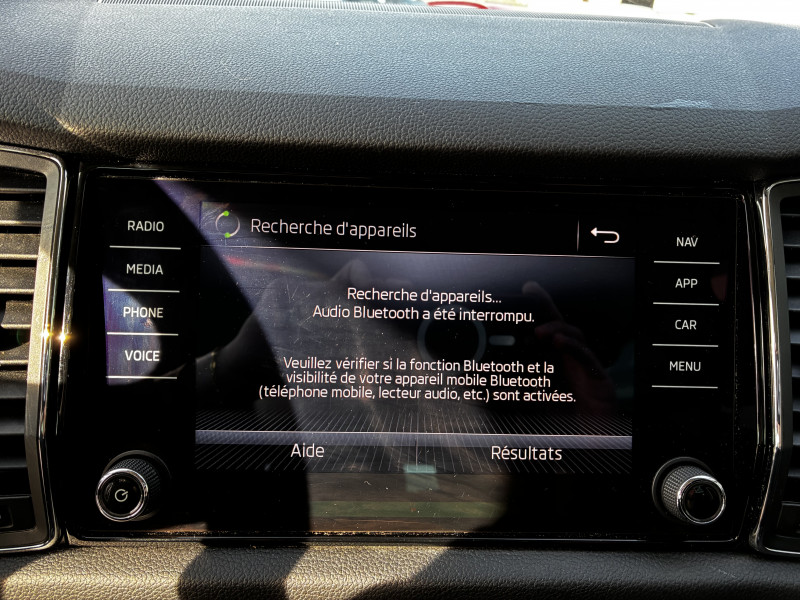 Recherche d'appareils
RADIO
MEDIA
PHONE
VOICE
Recherche d'appareils...
Audio Bluetooth a été interrompu.
Veuillez vérifier si la fonction Bluetooth et la
visibilité de votre appareil mobile Bluetooth
(téléphone mobile, lecteur audio, etc.) sont activées.
Aide
Résultats
NAV
APP
CAR
MENU